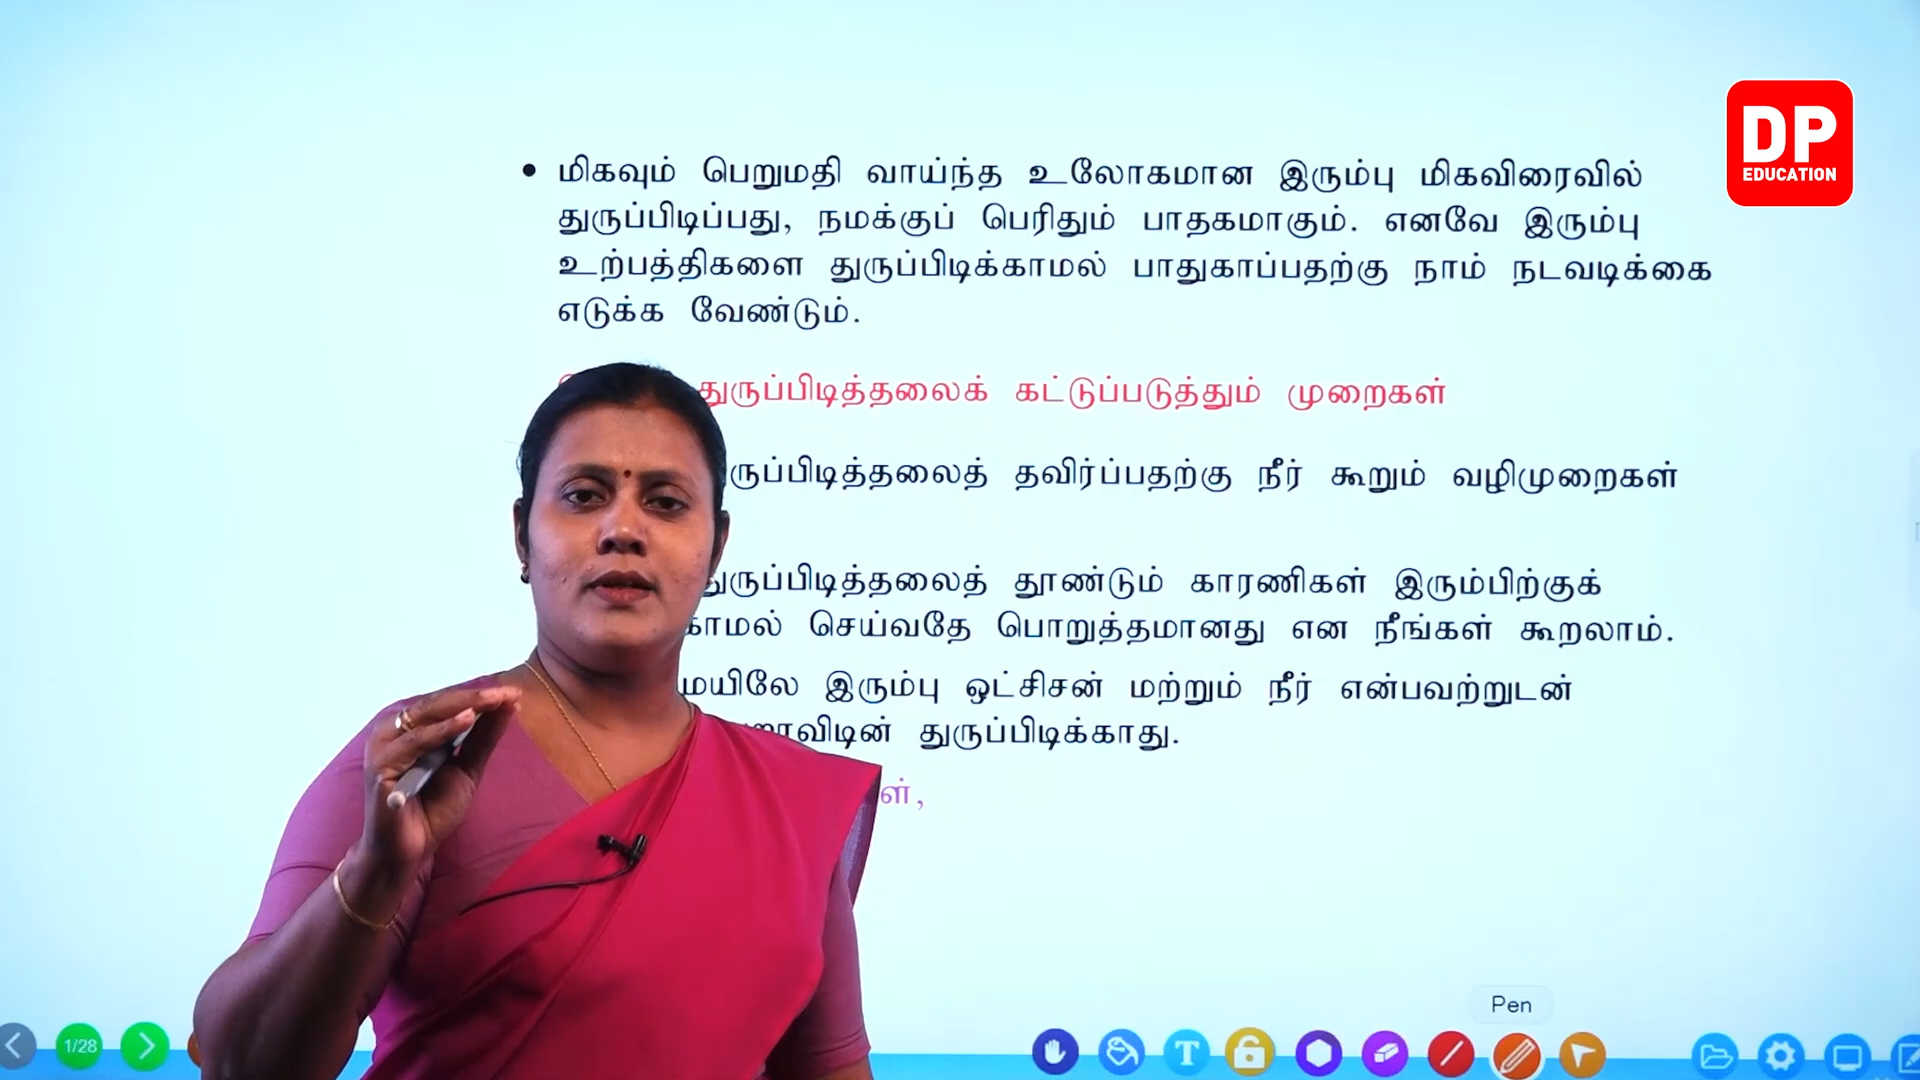 DP
EDUCATION
• மிகவும் பெறுமதி வாய்ந்த உலோகமான இரும்பு மிகவிரைவில்
துருப்பிடிப்பது, நமக்குப் பெரிதும் பாதகமாகும். எனவே இரும்பு
உற்பத்திகளை துருப்பிடிக்காமல் பாதுகாப்பதற்கு நாம் நடவடிக்கை
எடுக்க வேண்டும்.
துருப்பிடித்தலைக் கட்டுப்படுத்தும் முறைகள்
ருப்பிடித்தலைத் தவிர்ப்பதற்கு நீர் கூறும் வழிமுறைகள்
துருப்பிடித்தலைத் தூண்டும் காரணிகள் இரும்பிற்குக்
காமல் செய்வதே பொறுத்தமானது என நீங்கள் கூறலாம்.
மயிலே இரும்பு ஒட்சிசன் மற்றும் நீர் என்பவற்றுடன்
விடின் துருப்பிடிக்காது.
ள்,
Pen
1/28
T